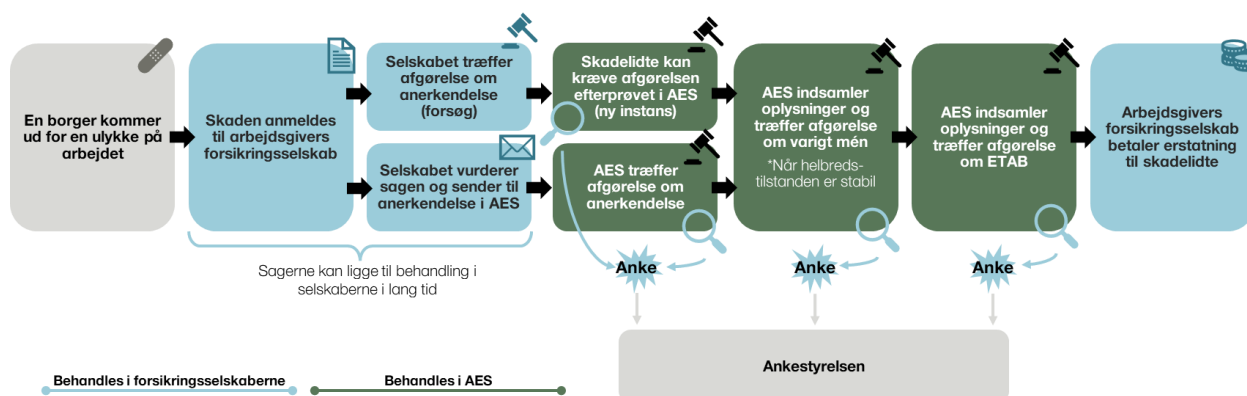 En borger kommer
ud for en ulykke på
arbejdet
Skaden anmeldes
til arbejdsgivers
forsikringsselskab
Selskabet træffer
afgørelse om
anerkendelse
(forsøg)
Selskabet vurderer
sagen og sender til
anerkendelse i AES
Skadelidte kan
kræve afgørelsen
efterprøvet i AES
(ny instans)
AES træffer
afgørelse om
anerkendelse
AES indsamler
oplysninger og
træffer afgørelse
om varigt mén
*Når helbreds-
tilstanden er stabil
AES indsamler
oplysninger og
træffer afgørelse
om ETAB
Arbejdsgivers
forsikringsselskab
betaler erstatning
til skadelidte
Sagerne kan ligge til behandling i
selskaberne i lang tid
Anke
Anke
Anke
Ankestyrelsen
Behandles i forsikringsselskaberne
Behandles i AES